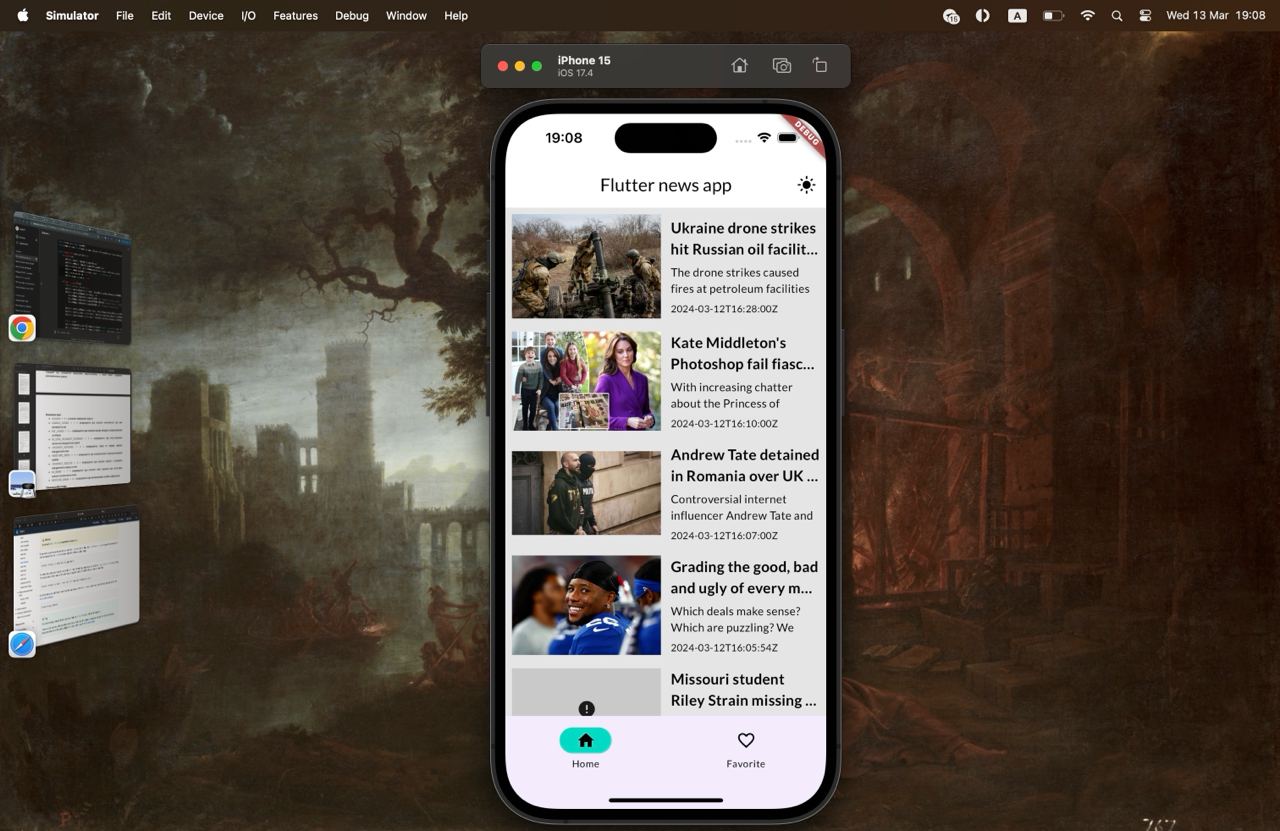 Simulator File Edit Device I/O Features Debug Window Help 15 A Wed 13 Mar 19:08
iPhone 15
iOS 17.4
19:08
DEBUG
Flutter news app
Ukraine drone strikes
hit Russian oil facilit...
The drone strikes caused
fires at petroleum facilities
2024-03-12T16:28:00Z
Kate Middleton's
Photoshop fail fiasc...
With increasing chatter
about the Princess of
2024-03-12T16:10:00Z
Andrew Tate detained
in Romania over UK ...
Controversial internet
influencer Andrew Tate and
2024-03-12T16:07:00Z
Grading the good, bad
and ugly of every m...
Which deals make sense?
Which are puzzling? We
2024-03-12T16:05:54Z
Missouri student
Riley Strain missing ...
Home
Favorite